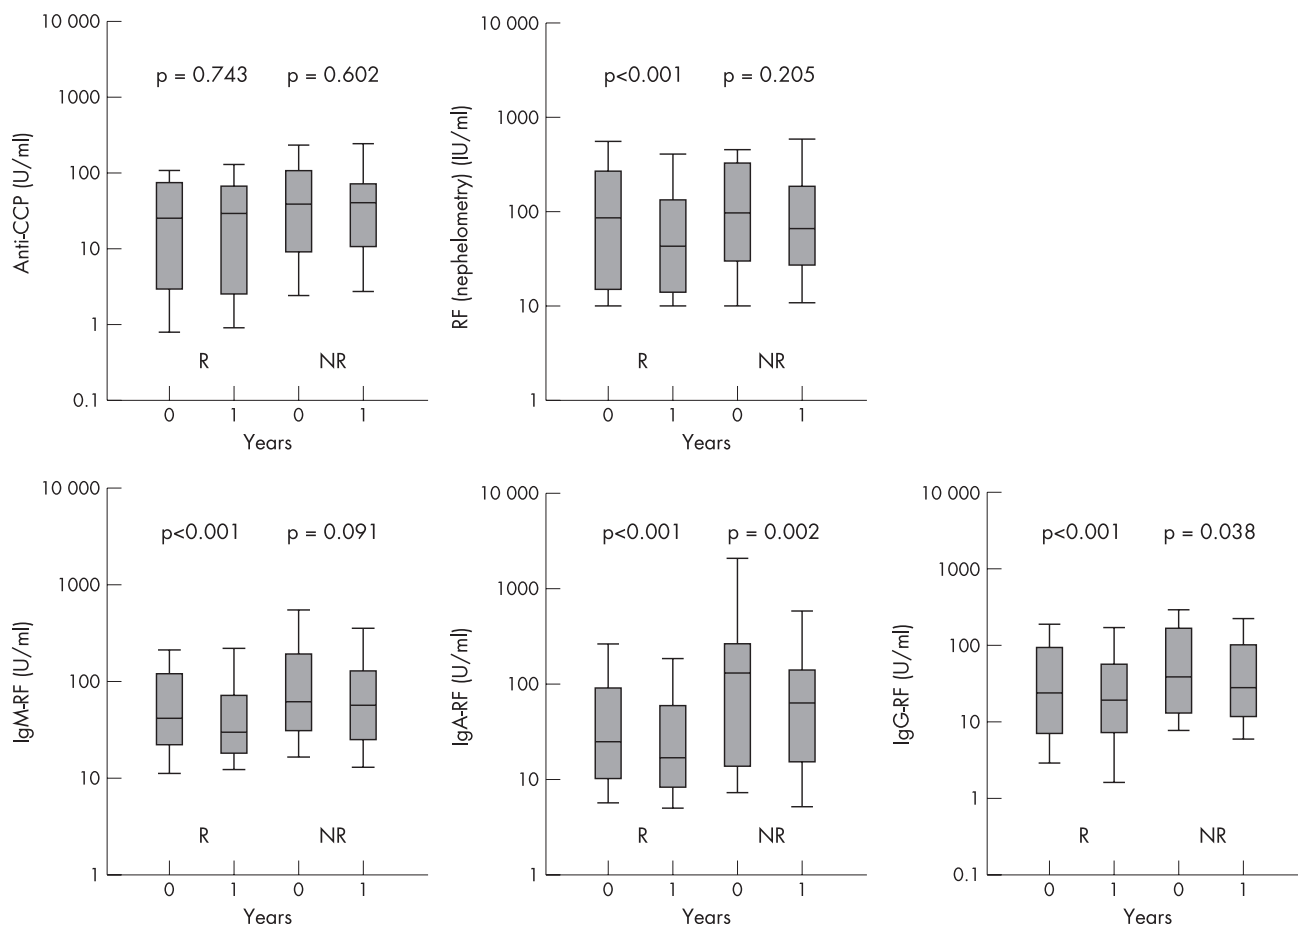 10 000
1000
100
10
1
0.1
Anti-CCP (U/ml)
p = 0.743 p = 0.602
R NR
0 1 0 1
Years
10 000
1000
100
10
1
RF (nephelometry) (IU/ml)
p<0.001 p = 0.205
R NR
0 1 0 1
Years
10 000
1000
100
10
1
IgM-RF (U/ml)
p<0.001 p = 0.091
R NR
0 1 0 1
Years
10 000
1000
100
10
1
IgA-RF (U/ml)
p<0.001 p = 0.002
R NR
0 1 0 1
Years
10 000
1000
100
10
1
0.1
IgG-RF (U/ml)
p<0.001 p = 0.038
R NR
0 1 0 1
Years